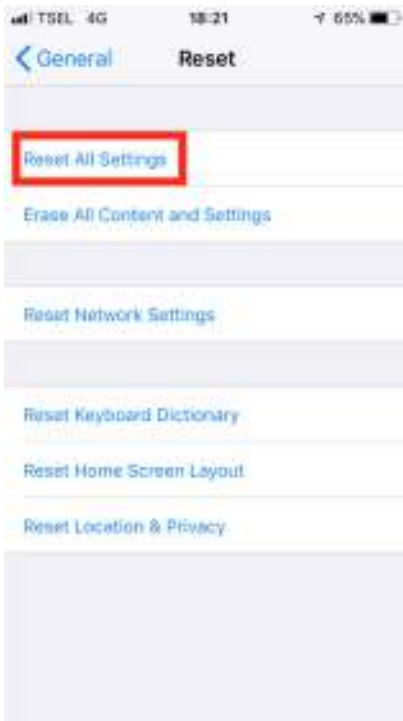 TSEL 4G 18:21 65%
General Reset
Reset All Settings
Erase All Content and Settings
Reset Network Settings
Reset Keyboard Dictionary
Reset Home Screen Layout
Reset Location & Privacy